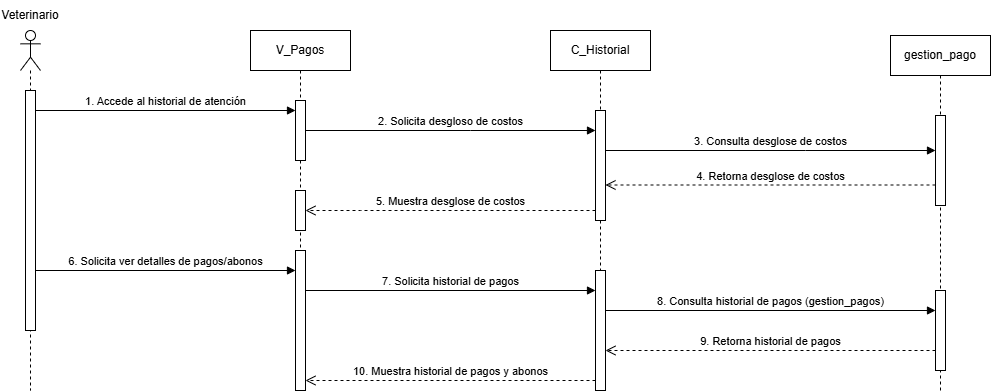 Veterinario
V_Pagos
C_Historial
gestion_pago
1. Accede al historial de atención
2. Solicita desgloso de costos
3. Consulta desglose de costos
4. Retorna desglose de costos
5. Muestra desglose de costos
6. Solicita ver detalles de pagos/abonos
7. Solicita historial de pagos
8. Consulta historial de pagos (gestion_pagos)
9. Retorna historial de pagos
10. Muestra historial de pagos y abonos